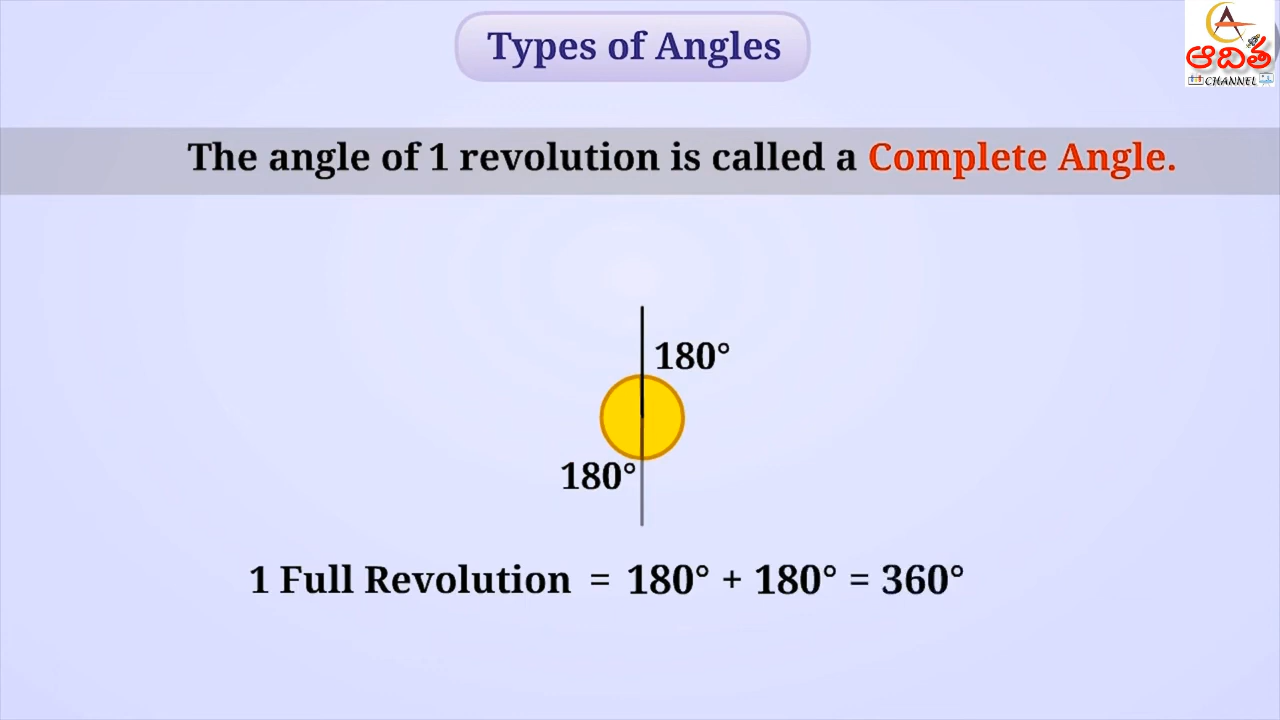 Types of Angles
ఆదిత్య
CHANNEL
The angle of 1 revolution is called a Complete Angle.
180°
180°
1 Full Revolution = 180° + 180° = 360°